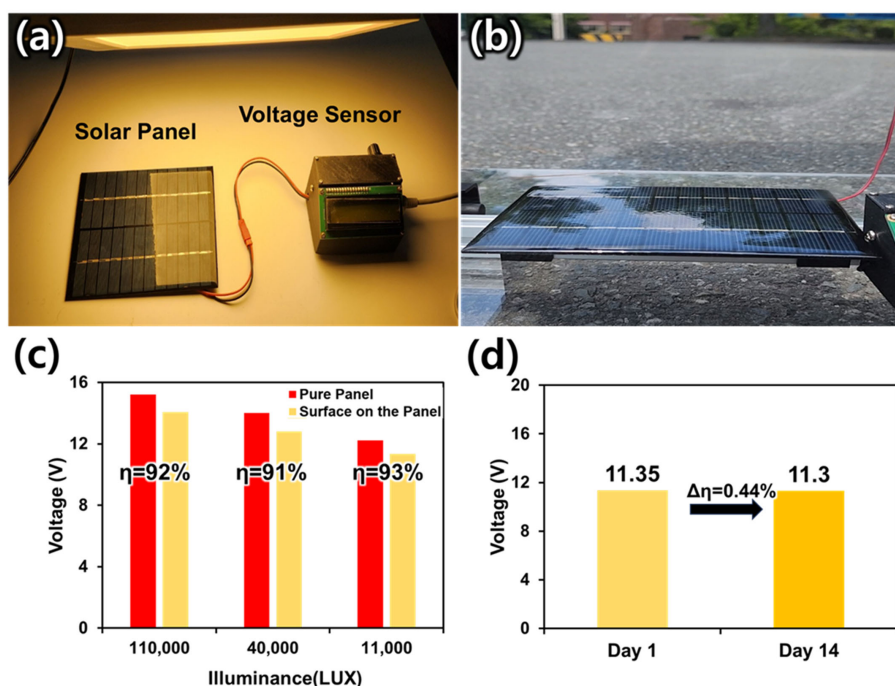 (a)
Solar Panel
Voltage Sensor
(b)
(c)
Voltage (V)
16
12
8
4
0
Pure Panel
Surface on the Panel
η=92%
η=91%
η=93%
110,000
40,000
11,000
Illuminance(LUX)
(d)
Voltage (V)
20
16
12
8
4
0
11.35
Δη=0.44%
11.3
Day 1
Day 14